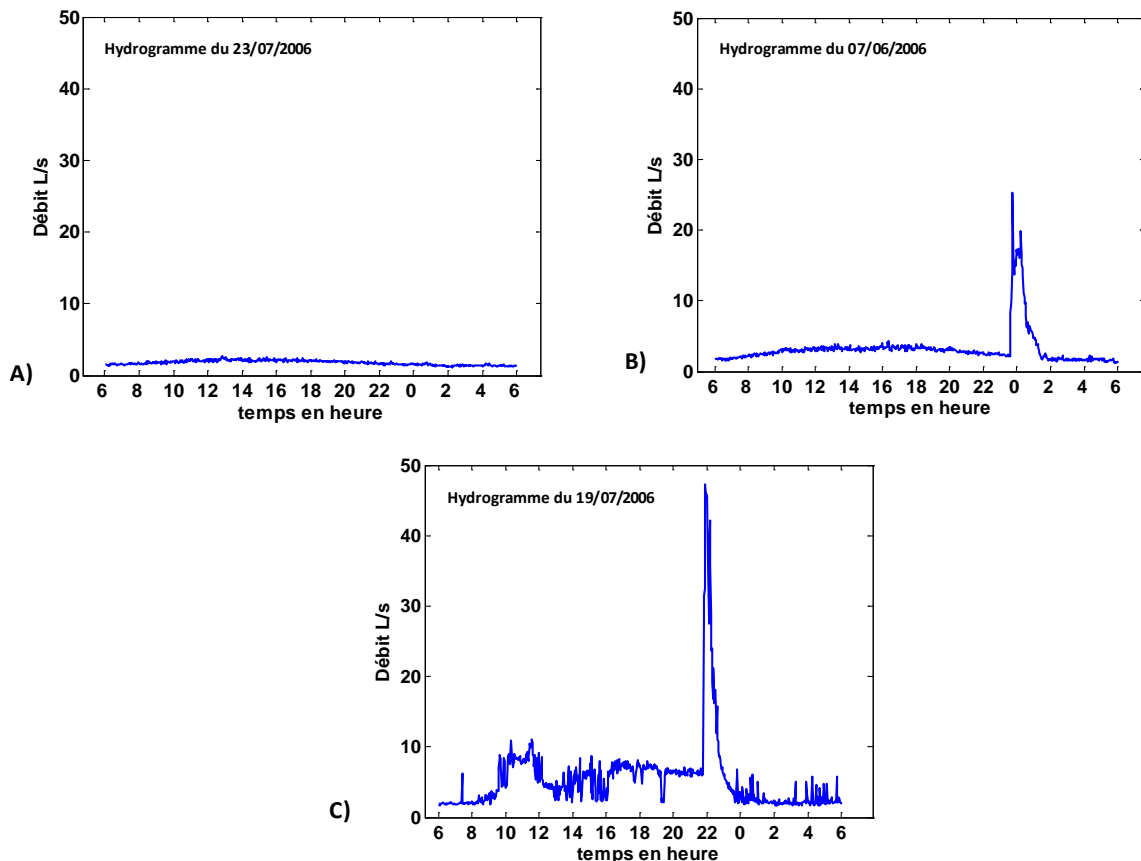 50
Hydrogramme du 23/07/2006
40
30
20
10
0
Débit L/s
A)
6 8 10 12 14 16 18 20 22 0 2 4 6
temps en heure
50
Hydrogramme du 07/06/2006
40
30
20
10
0
Débit L/s
B)
6 8 10 12 14 16 18 20 22 0 2 4 6
temps en heure
50
Hydrogramme du 19/07/2006
40
30
20
10
0
Débit L/s
C)
6 8 10 12 14 16 18 20 22 0 2 4 6
temps en heure